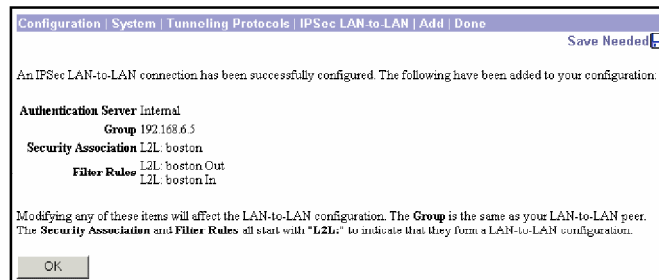 Configuration | System | Tunneling Protocols | IPSec LAN-to-LAN | Add | Done
Save Needed
An IPSec LAN-to-LAN connection has been successfully configured. The following have been added to your configuration:
Authentication Server Internal
Group 192.168.6.5
Security Association L2L: boston
Filter Rules L2L: boston Out
L2L: boston In
Modifying any of these items will affect the LAN-to-LAN configuration. The Group is the same as your LAN-to-LAN peer.
The Security Association and Filter Rules all start with "L2L:" to indicate that they form a LAN-to-LAN configuration.
OK